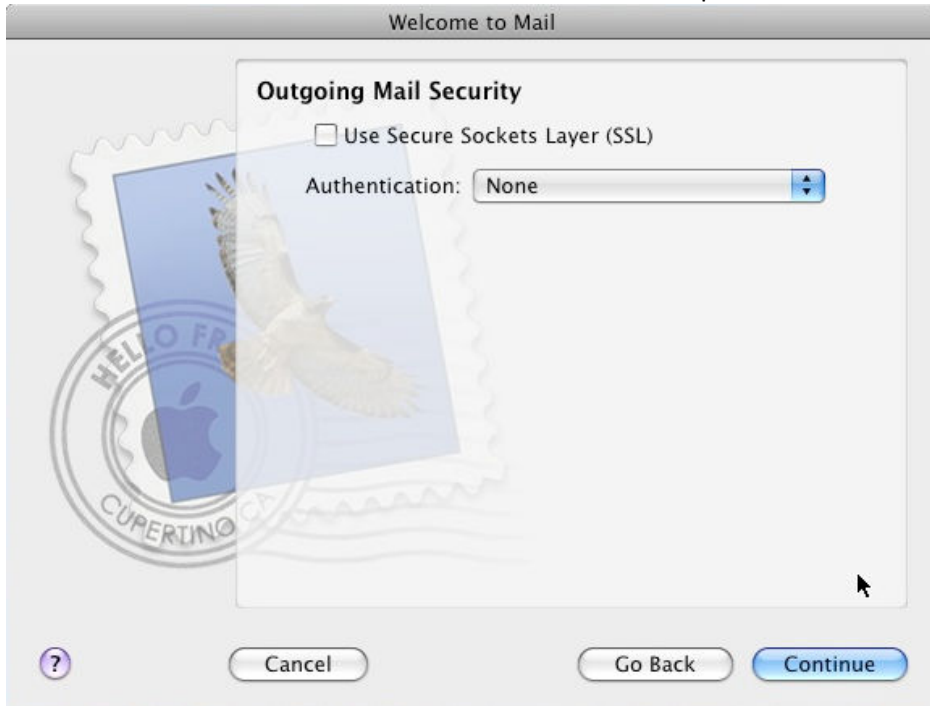 Welcome to Mail
Outgoing Mail Security
Use Secure Sockets Layer (SSL)
Authentication: None
HELLO FR
CUPERTINO CA
?
Cancel
Go Back
Continue